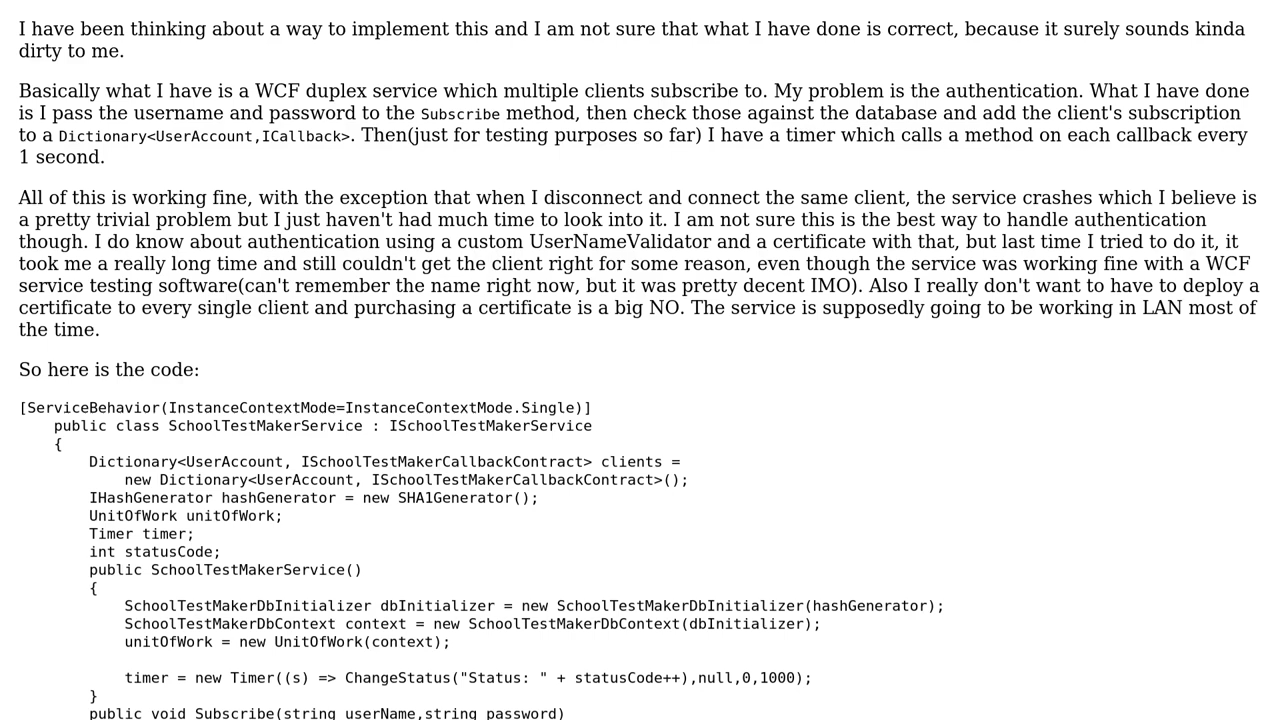 I have been thinking about a way to implement this and I am not sure that what I have done is correct, because it surely sounds kinda
dirty to me.
Basically what I have is a WCF duplex service which multiple clients subscribe to. My problem is the authentication. What I have done
is I pass the username and password to the Subscribe method, then check those against the database and add the client's subscription
to a Dictionary<UserAccount,ICallback>. Then(just for testing purposes so far) I have a timer which calls a method on each callback every
1 second.
All of this is working fine, with the exception that when I disconnect and connect the same client, the service crashes which I believe is
a pretty trivial problem but I just haven't had much time to look into it. I am not sure this is the best way to handle authentication
though. I do know about authentication using a custom UserNameValidator and a certificate with that, but last time I tried to do it, it
took me a really long time and still couldn't get the client right for some reason, even though the service was working fine with a WCF
service testing software(can't remember the name right now, but it was pretty decent IMO). Also I really don't want to have to deploy a
certificate to every single client and purchasing a certificate is a big NO. The service is supposedly going to be working in LAN most of
the time.
So here is the code:
[ServiceBehavior(InstanceContextMode=InstanceContextMode.Single)]
    public class SchoolTestMakerService : ISchoolTestMakerService
    {
        Dictionary<UserAccount, ISchoolTestMakerCallbackContract> clients =
            new Dictionary<UserAccount, ISchoolTestMakerCallbackContract>();
        IHashGenerator hashGenerator = new SHA1Generator();
        UnitOfWork unitOfWork;
        Timer timer;
        int statusCode;
        public SchoolTestMakerService()
        {
            SchoolTestMakerDbInitializer dbInitializer = new SchoolTestMakerDbInitializer(hashGenerator);
            SchoolTestMakerDbContext context = new SchoolTestMakerDbContext(dbInitializer);
            unitOfWork = new UnitOfWork(context);
            timer = new Timer((s) => ChangeStatus("Status: " + statusCode++),null,0,1000);
        }
        public void Subscribe(string userName,string password)